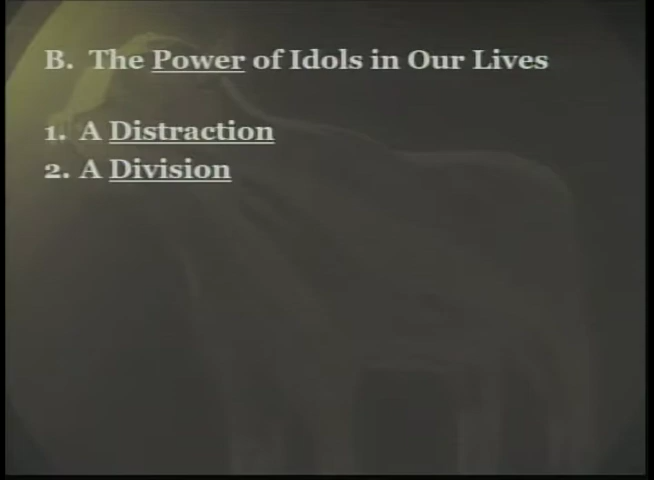 B. The Power of Idols in Our Lives
1. A Distraction
2. A Division